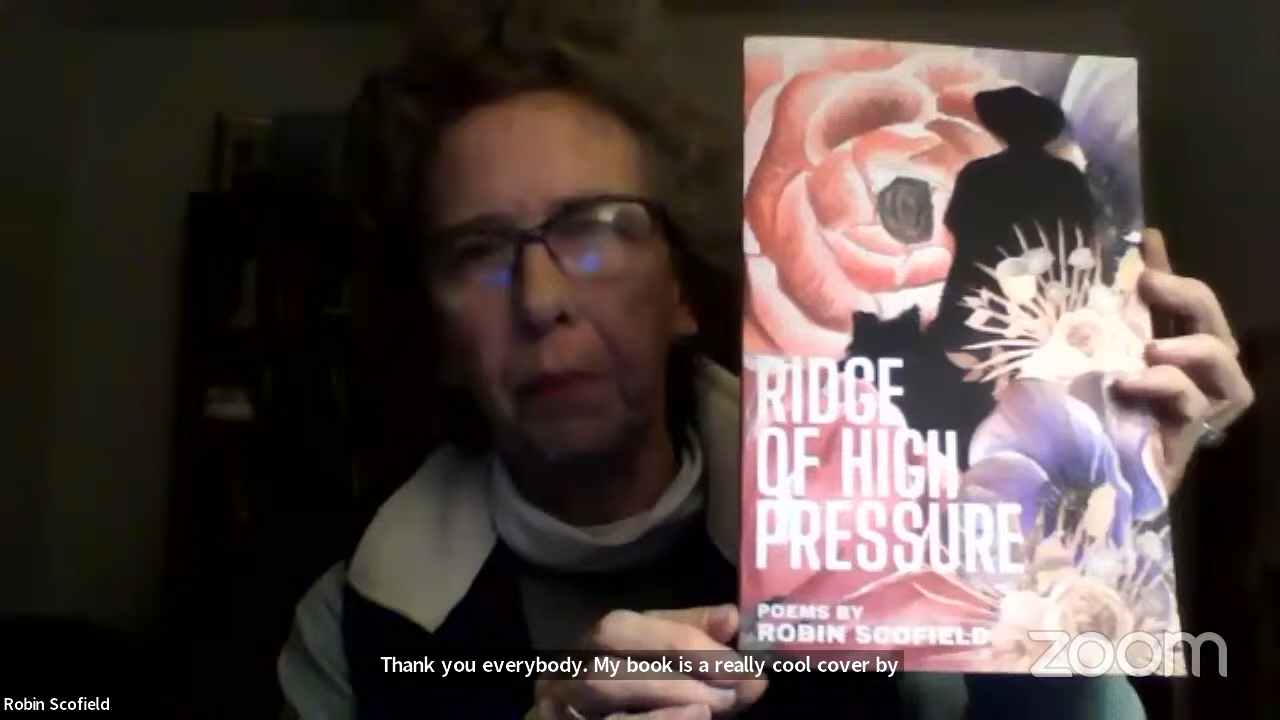 RIDGE
OF HIGH
PRESSURE
POEMS BY
ROBIN SCOFIELD
zoom
Thank you everybody. My book is a really cool cover by
Robin Scofield